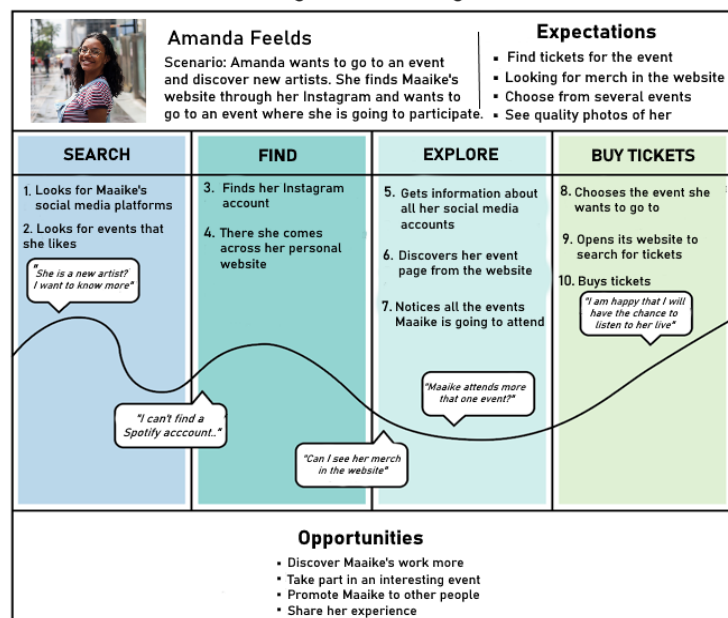 Amanda Feelds
Scenario: Amanda wants to go to an event
and discover new artists. She finds Maaike's
website through her Instagram and wants to
go to an event where she is going to participate.
Expectations
Find tickets for the event
Looking for merch in the website
Choose from several events
See quality photos of her
SEARCH
1. Looks for Maaike's
social media platforms
2. Looks for events that
she likes
"She is a new artist?
I want to know more"
"I can't find a
Spotify acccount.."
FIND
3. Finds her Instagram
account
4. There she comes
across her personal
website
"Can I see her merch
in the website"
EXPLORE
5. Gets information about
all her social media
accounts
6. Discovers her event
page from the website
7. Notices all the events
Maaike is going to attend
"Maaike attends more
that one event?"
BUY TICKETS
8. Chooses the event she
wants to go to
9. Opens its website to
search for tickets
10. Buys tickets
"I am happy that I will
have the chance to
listen to her live"
Opportunities
Discover Maaike's work more
Take part in an interesting event
Promote Maaike to other people
Share her experience